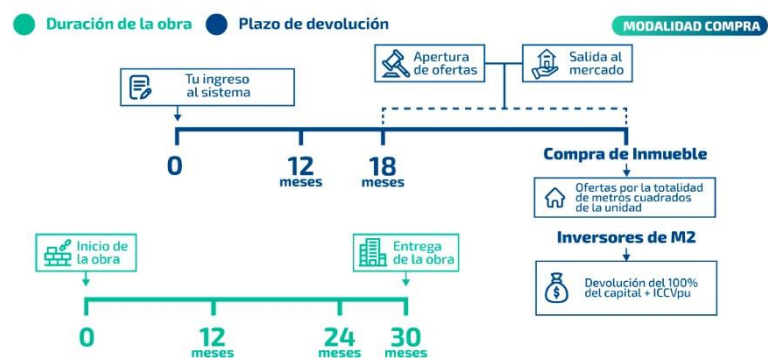 Duración de la obra
Plazo de devolución
MODALIDAD COMPRA
Tu ingreso
al sistema
Apertura
de ofertas
Salida al
mercado
0
12
meses
18
meses
Compra de Inmueble
Ofertas por la totalidad
de metros cuadrados
de la unidad
Inversores de M2
Devolución del 100%
del capital + ICCVpu
Inicio de
la obra
Entrega
de la obra
0
12
meses
24
meses
30
meses